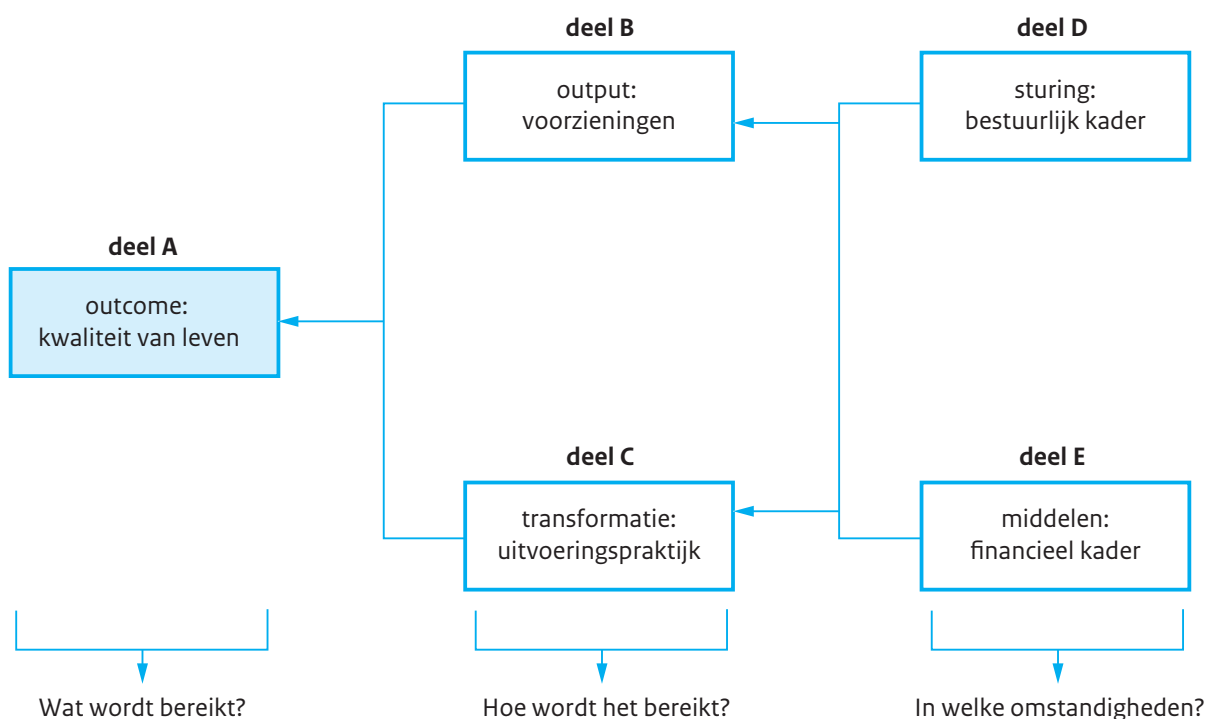 deel B
output:
voorzieningen
deel D
sturing:
bestuurlijk kader
deel A
outcome:
kwaliteit van leven
deel C
transformatie:
uitvoeringspraktijk
deel E
middelen:
financieel kader
Wat wordt bereikt?
Hoe wordt het bereikt?
In welke omstandigheden?